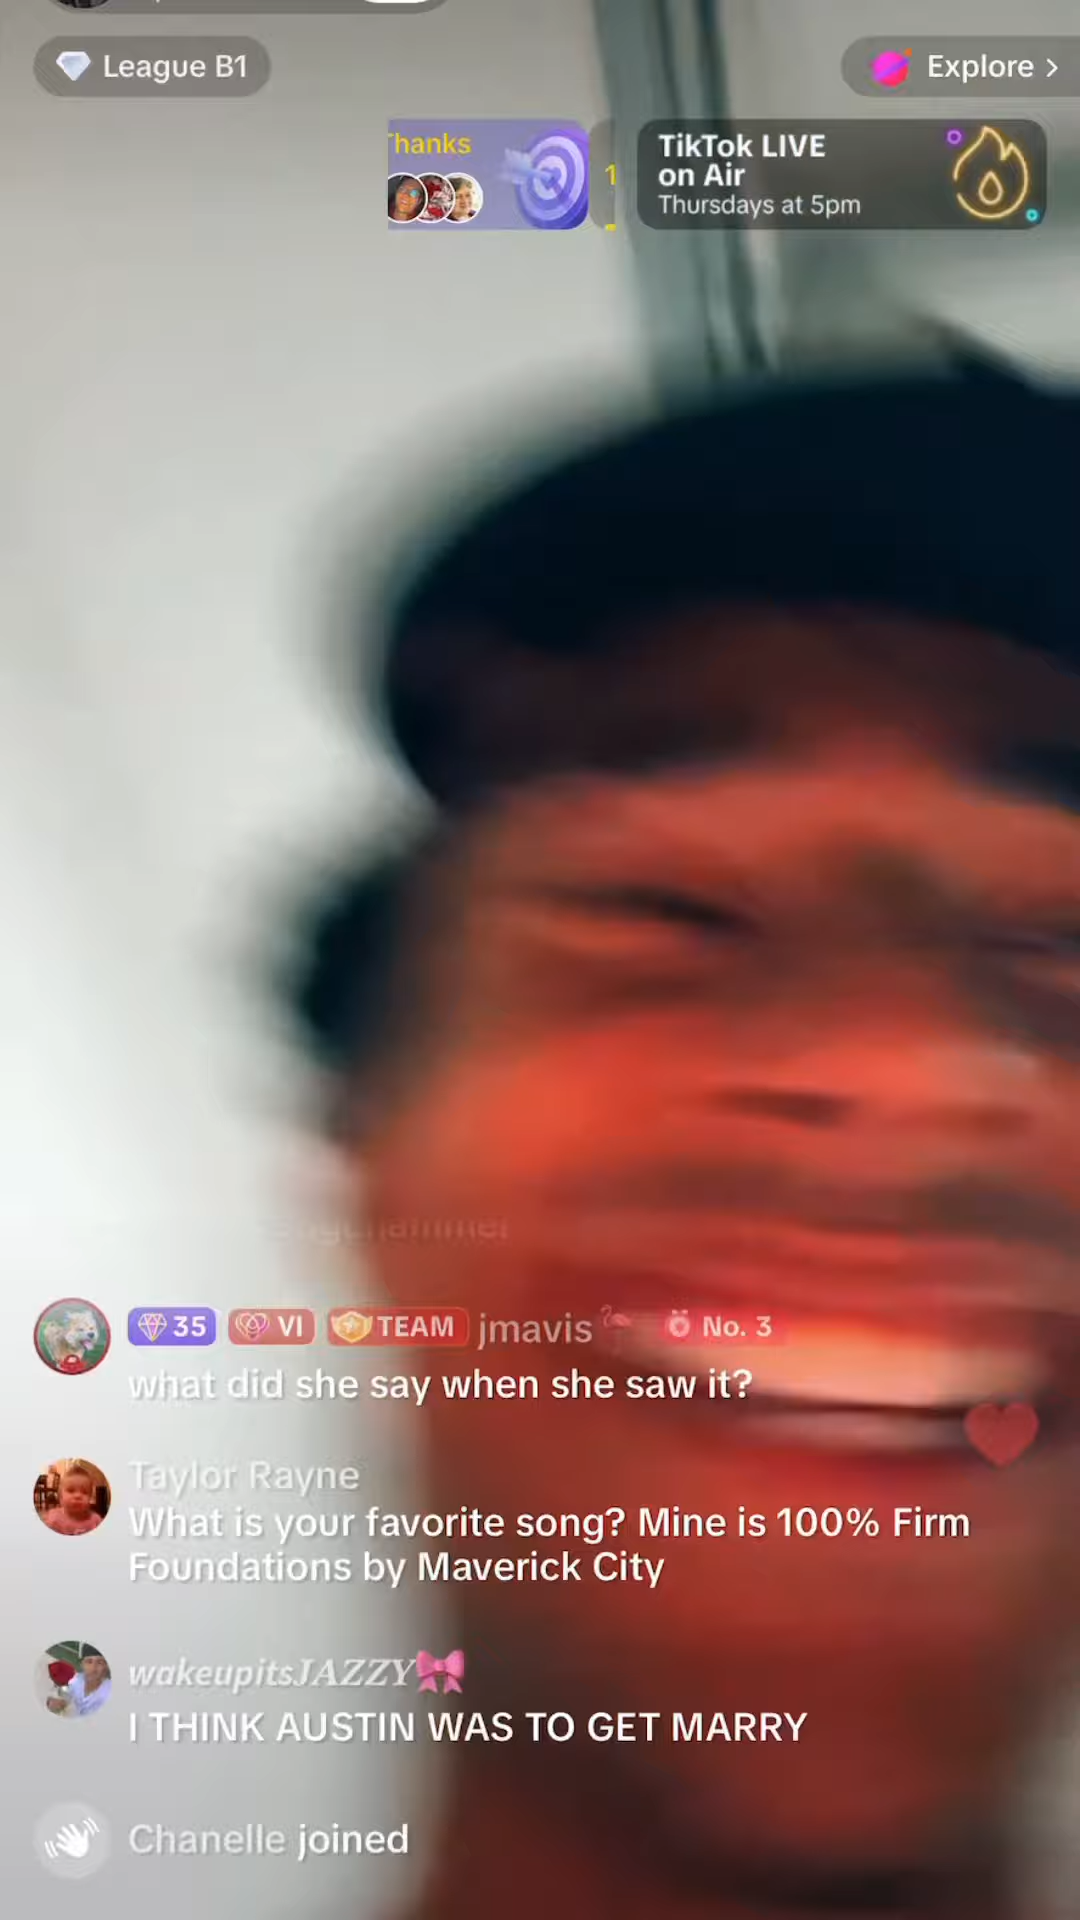 League B1
Explore
hanks
1
TikTok LIVE
on Air
Thursdays at 5pm
35 VI TEAM jmavis🦩 No. 3
what did she say when she saw it?
Taylor Rayne
What is your favorite song? Mine is 100% Firm
Foundations by Maverick City
wakeupitsJAZZY🎀
I THINK AUSTIN WAS TO GET MARRY
Chanelle joined